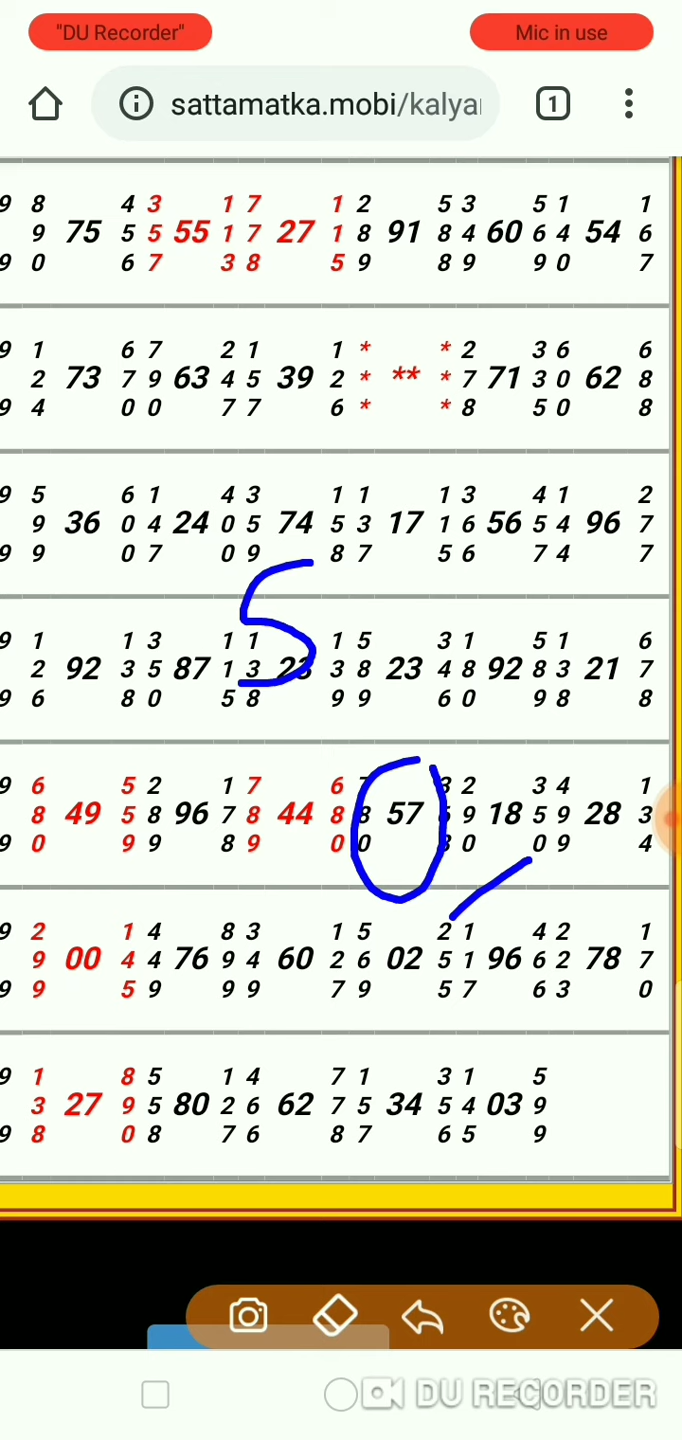 "DU Recorder" Mic in use
sattamatka.mobi/kalya 1
9 8 4 3 1 7 1 2 5 3 5 1 1
9 75 5 5 55 1 7 27 1 8 91 8 4 60 6 4 54 6
9 0 6 7 3 8 5 9 8 9 9 0 7
9 1 6 7 2 1 1 * * 2 3 6 6
2 73 7 9 63 4 5 39 2 * ** * 7 71 3 0 62 8
9 4 0 0 7 7 6 * * 8 5 0 8
9 5 6 1 4 3 1 1 1 3 4 1 2
9 36 0 4 24 0 5 74 5 3 17 1 6 56 5 4 96 7
9 9 0 7 0 9 8 7 5 6 7 4 7
9 1 1 3 1 1 1 5 3 1 5 1 6
2 92 3 5 87 1 3 23 3 8 23 4 8 92 8 3 21 7
9 6 8 0 5 8 9 9 6 0 9 8 8
9 6 5 2 1 7 6 2 3 4 1
8 49 5 8 96 7 8 44 8 8 57 9 18 5 9 28 3
9 0 9 9 8 9 0 0 0 0 9 4
9 2 1 4 8 3 1 5 2 1 4 2 1
9 00 4 4 76 9 4 60 2 6 02 5 1 96 6 2 78 7
9 9 5 9 9 9 7 9 5 7 6 3 0
9 1 8 5 1 4 7 1 3 1 5
3 27 9 5 80 2 6 62 7 5 34 5 4 03 9
9 8 0 8 7 6 8 7 6 5 9
5
DU RECORDER